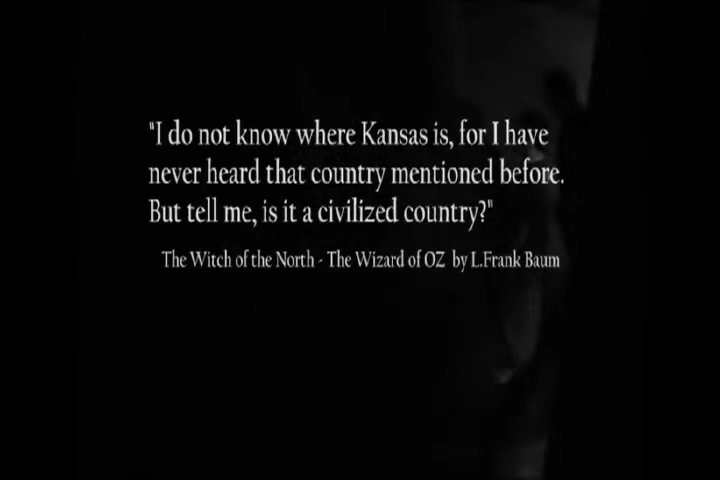 "I do not know where Kansas is, for I have
never heard that country mentioned before.
But tell me, is it a civilized country?"
The Witch of the North - The Wizard of OZ by L.Frank Baum